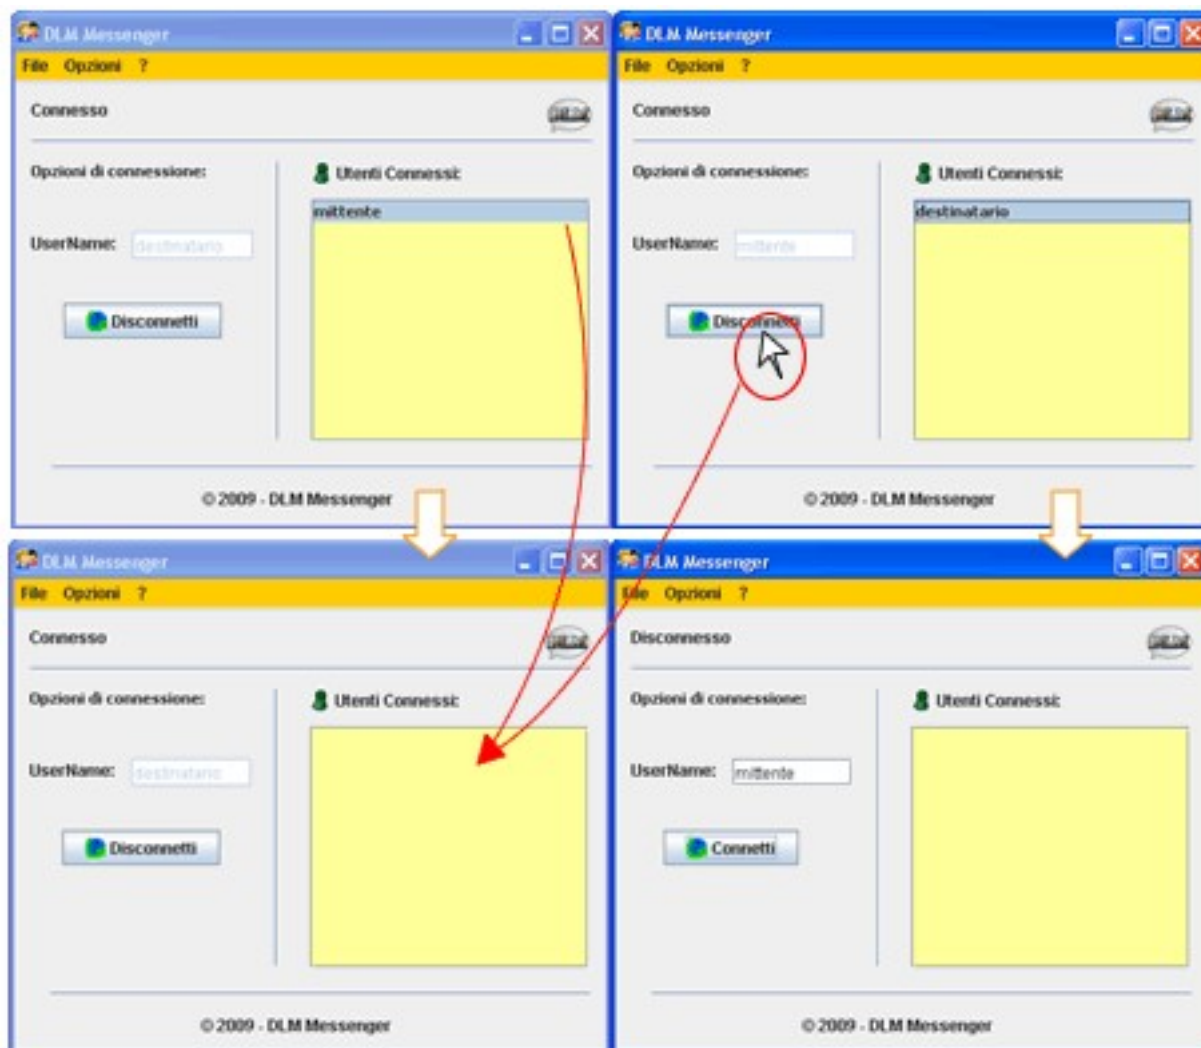 DLM Messenger
File Opzioni ?
Connesso
Opzioni di connessione:
Utenti Connessi:
mittente
UserName: destinatario
Disconnetti
© 2009 - DLM Messenger
DLM Messenger
File Opzioni ?
Connesso
Opzioni di connessione:
Utenti Connessi:
destinatario
UserName: mittente
Disconnetti
© 2009 - DLM Messenger
DLM Messenger
File Opzioni ?
Connesso
Opzioni di connessione:
Utenti Connessi:
UserName: destinatario
Disconnetti
© 2009 - DLM Messenger
DLM Messenger
File Opzioni ?
Disconnesso
Opzioni di connessione:
Utenti Connessi:
UserName: mittente
Connetti
© 2009 - DLM Messenger